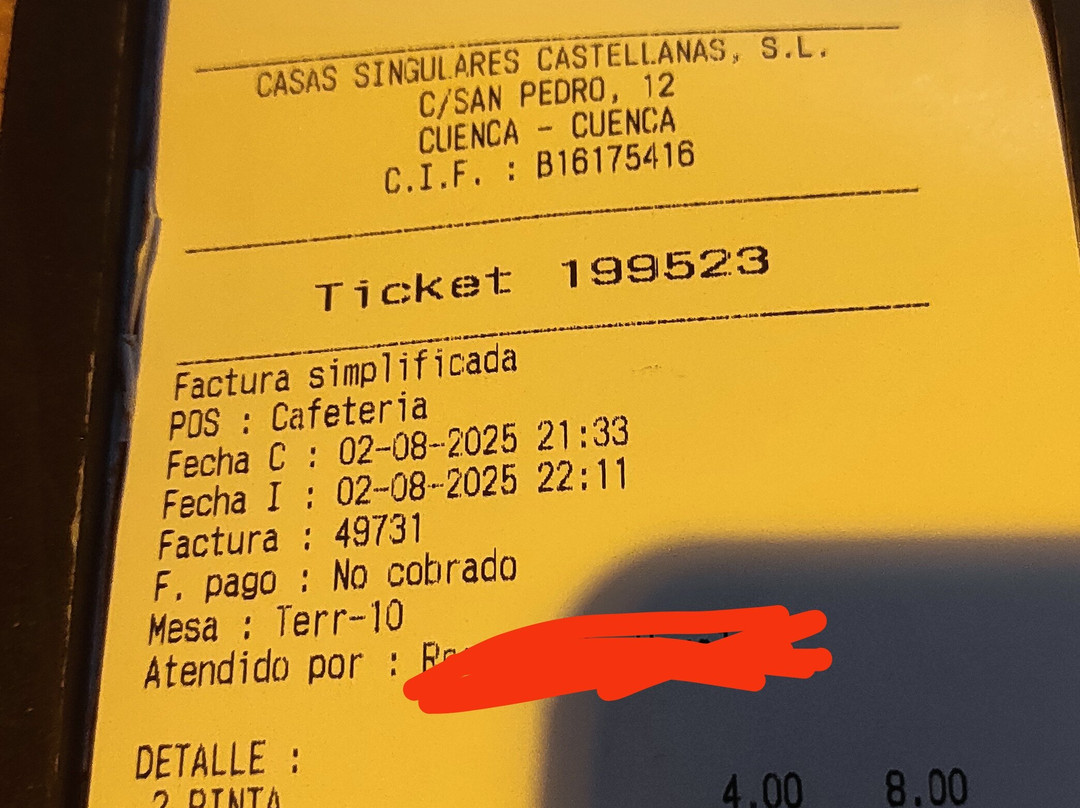 CASAS SINGULARES CASTELLANAS, S.L.
C/SAN PEDRO, 12
CUENCA - CUENCA
C.I.F. : B16175416
Ticket 199523
Factura simplificada
POS : Cafeteria
Fecha C : 02-08-2025 21:33
Fecha I : 02-08-2025 22:11
Factura : 49731
F. pago : No cobrado
Mesa : Terr-10
Atendido por :
DETALLE :
2 PINTA 4.00 8.00